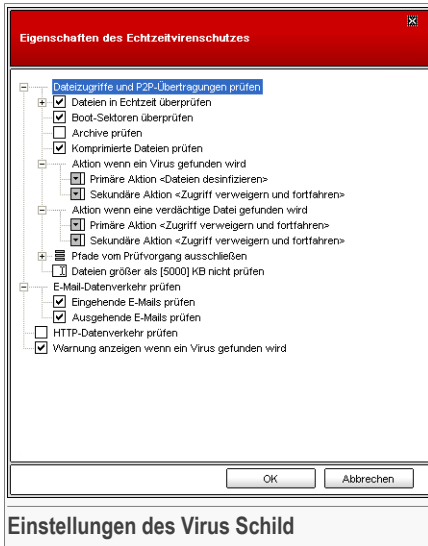 Eigenschaften des Echtzeitvirenschutzes
Dateizugriffe und P2P-Übertragungen prüfen
Dateien in Echtzeit überprüfen
Boot-Sektoren überprüfen
Archive prüfen
Komprimierte Dateien prüfen
Aktion wenn ein Virus gefunden wird
Primäre Aktion <Dateien desinfizieren>
Sekundäre Aktion <Zugriff verweigern und fortfahren>
Aktion wenn eine verdächtige Datei gefunden wird
Primäre Aktion <Zugriff verweigern und fortfahren>
Sekundäre Aktion <Zugriff verweigern und fortfahren>
Pfade vom Prüfvorgang ausschließen
Dateien größer als [5000] KB nicht prüfen
E-Mail-Datenverkehr prüfen
Eingehende E-Mails prüfen
Ausgehende E-Mails prüfen
HTTP-Datenverkehr prüfen
Warnung anzeigen wenn ein Virus gefunden wird
OK Abbrechen
Einstellungen des Virus Schild